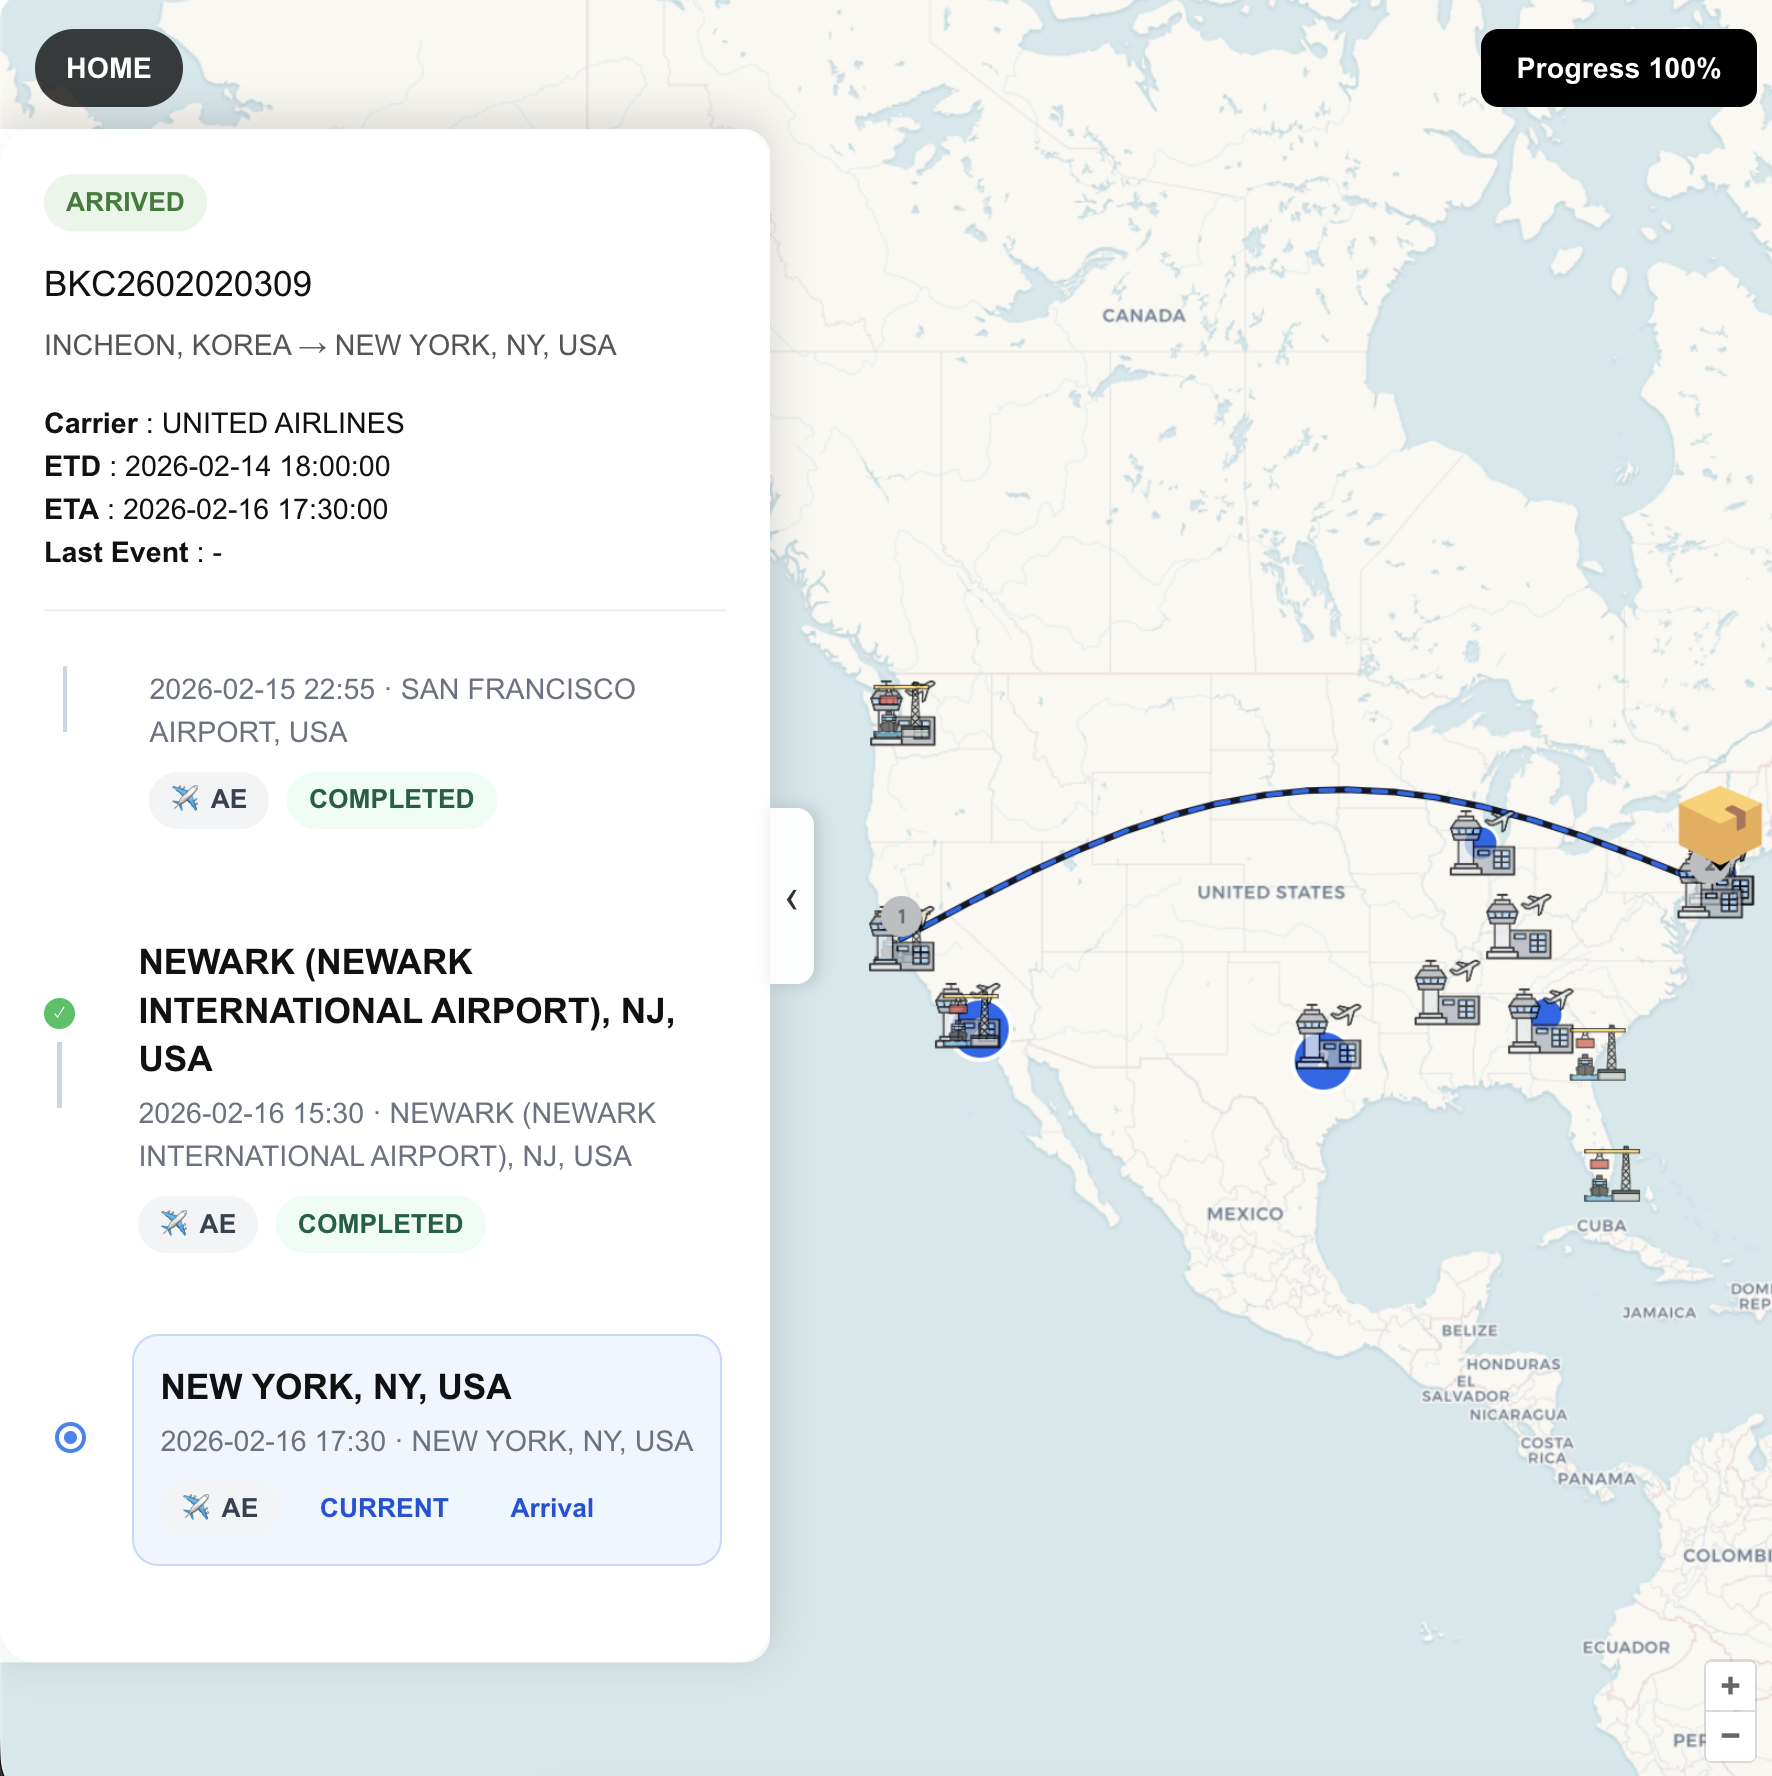 HOME
Progress 100%
ARRIVED
BKC2602020309
INCHEON, KOREA → NEW YORK, NY, USA
Carrier : UNITED AIRLINES
ETD : 2026-02-14 18:00:00
ETA : 2026-02-16 17:30:00
Last Event : -
2026-02-15 22:55 · SAN FRANCISCO
AIRPORT, USA
AE COMPLETED
NEWARK (NEWARK
INTERNATIONAL AIRPORT), NJ,
USA
2026-02-16 15:30 · NEWARK (NEWARK
INTERNATIONAL AIRPORT), NJ, USA
AE COMPLETED
NEW YORK, NY, USA
2026-02-16 17:30 · NEW YORK, NY, USA
AE CURRENT Arrival
CANADA
UNITED STATES
1
MEXICO
CUBA
DOMI
REP
JAMAICA
BELIZE
HONDURAS
EL
SALVADOR
NICARAGUA
COSTA
RICA
PANAMA
COLOMBI
ECUADOR
PER
+
−